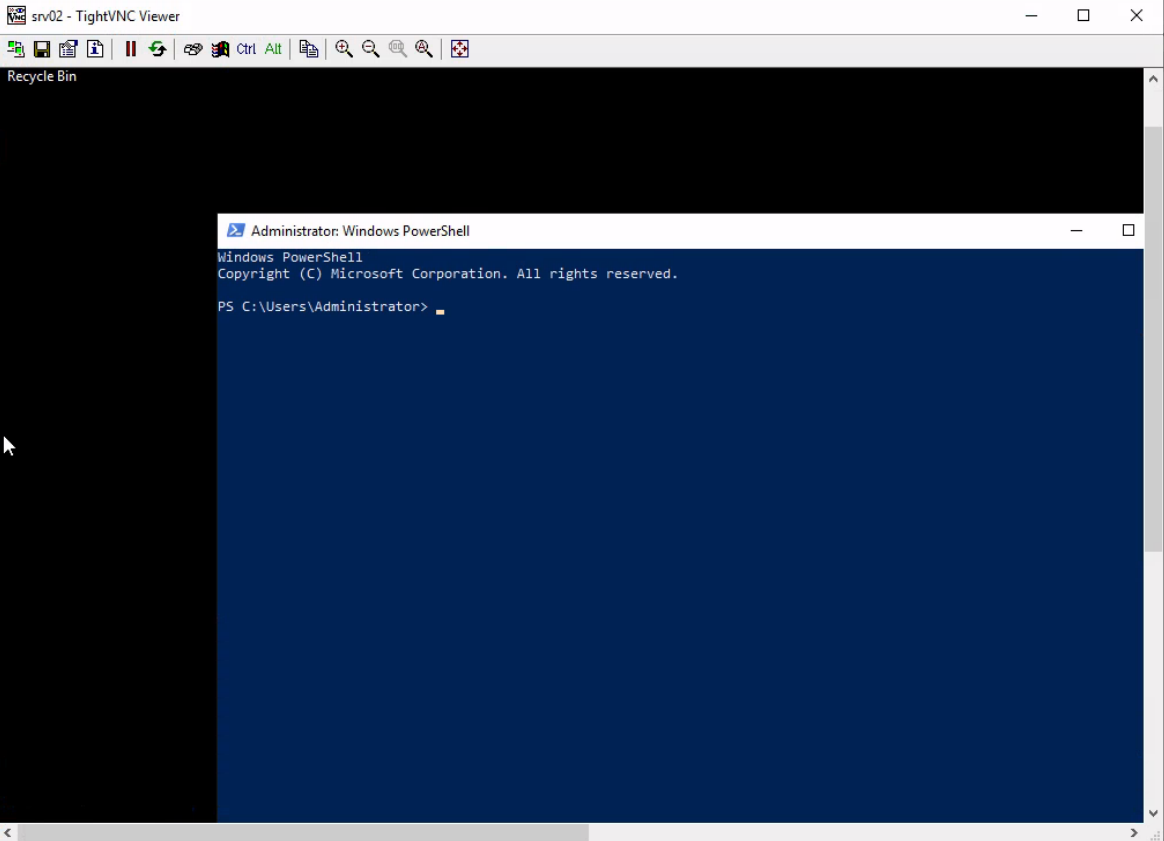 srv02 - TightVNC Viewer
Ctrl Alt
Recycle Bin
Administrator: Windows PowerShell
Windows PowerShell
Copyright (C) Microsoft Corporation. All rights reserved.
PS C:\Users\Administrator>